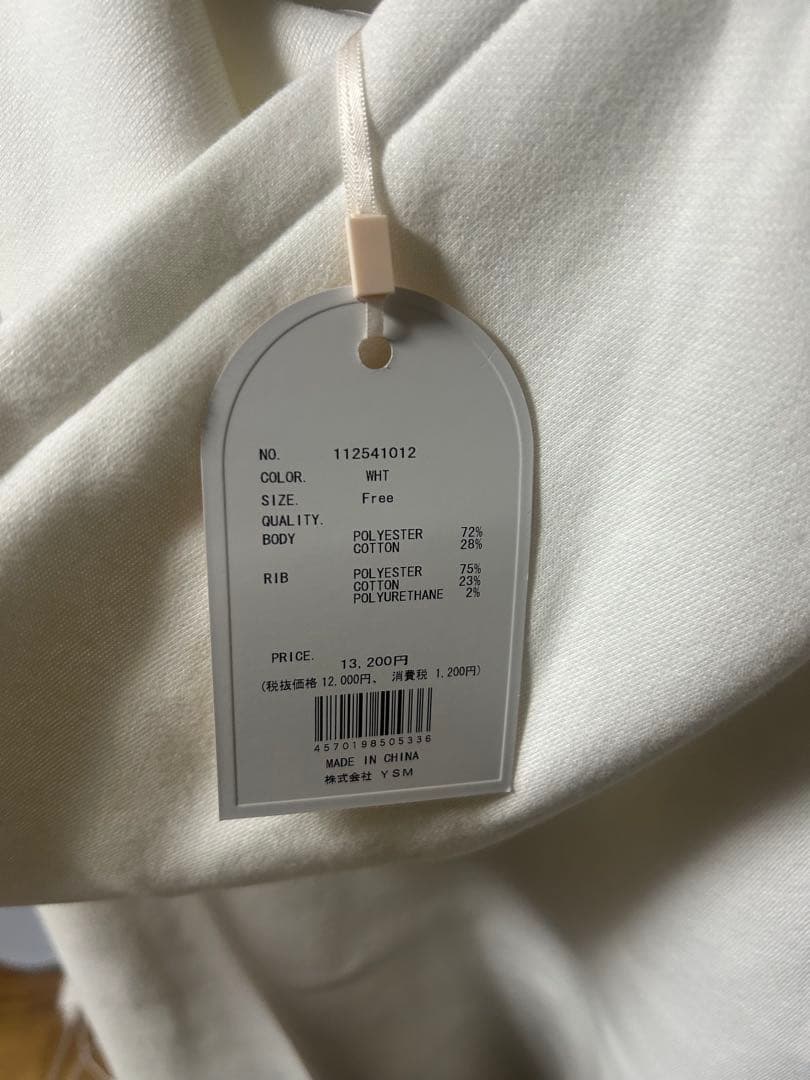 NO. 112541012
COLOR. WHT
SIZE. Free
QUALITY.
BODY POLYESTER 72%
COTTON 28%
RIB POLYESTER 75%
COTTON 23%
POLYURETHANE 2%
PRICE. 13,200円
(税抜価格 12,000円、 消費税 1,200円)
4570198505336
MADE IN CHINA
株式会社 YSM